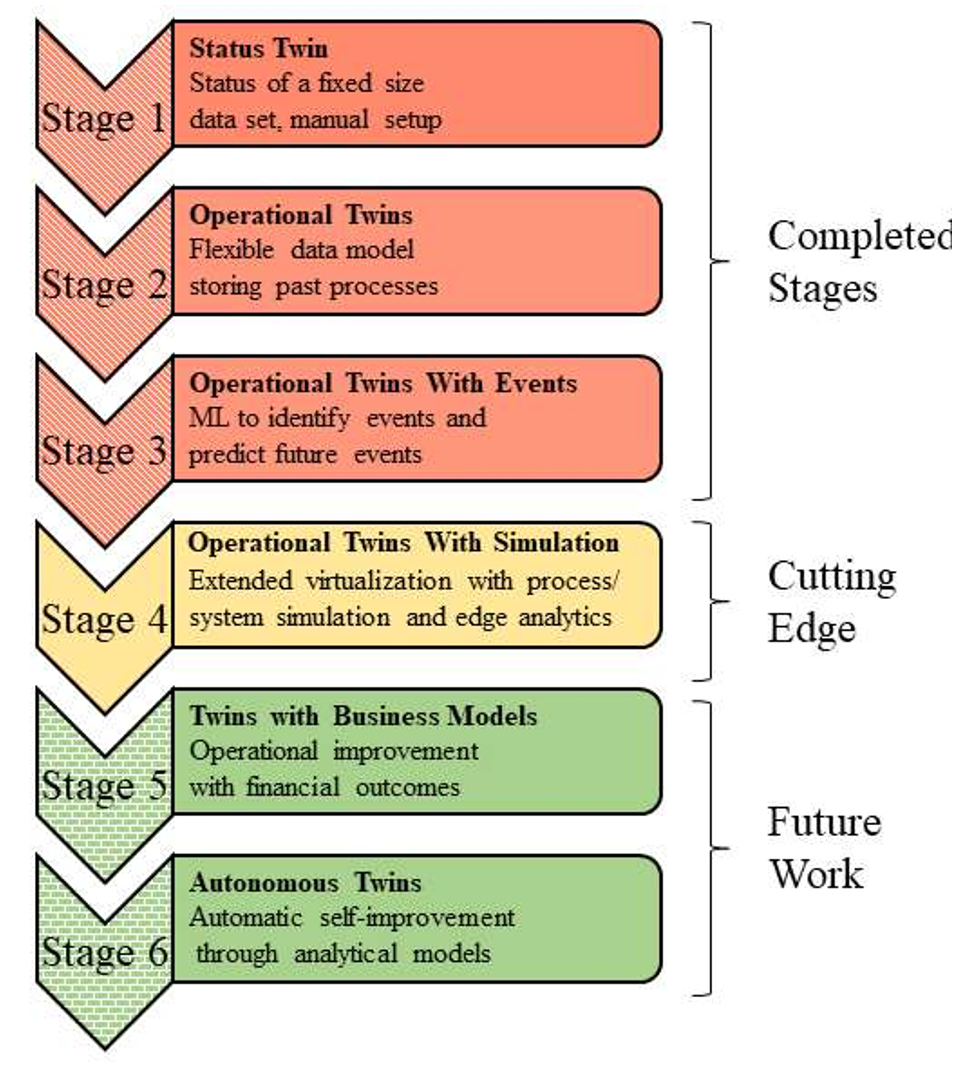 Stage 1
Status Twin
Status of a fixed size
data set, manual setup
Stage 2
Operational Twins
Flexible data model
storing past processes
Stage 3
Operational Twins With Events
ML to identify events and
predict future events
Completed
Stages
Stage 4
Operational Twins With Simulation
Extended virtualization with process/
system simulation and edge analytics
Cutting
Edge
Stage 5
Twins with Business Models
Operational improvement
with financial outcomes
Stage 6
Autonomous Twins
Automatic self-improvement
through analytical models
Future
Work